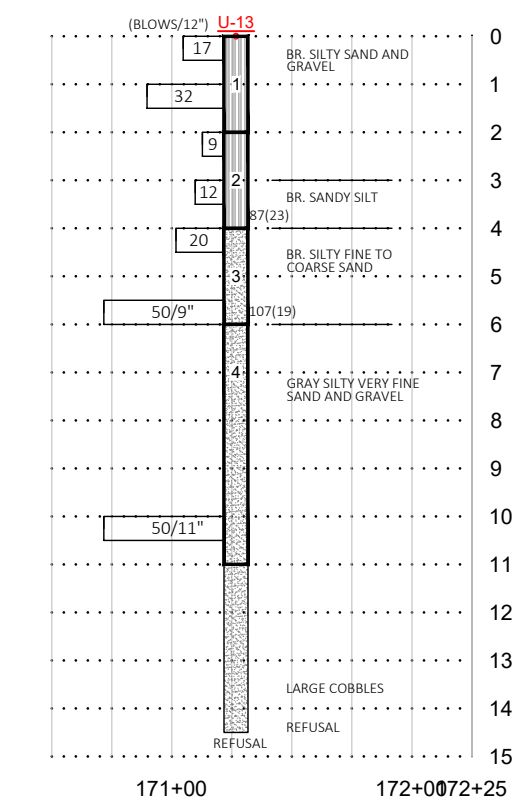 (BLOWS/12") U-13
0
17
BR. SILTY SAND AND
GRAVEL
1
1
32
2
9
3
2
12
BR. SANDY SILT
87(23)
4
20
BR. SILTY FINE TO
COARSE SAND
3
5
50/9"
107(19)
6
4
7
GRAY SILTY VERY FINE
SAND AND GRAVEL
8
9
10
50/11"
11
12
13
LARGE COBBLES
14
REFUSAL
REFUSAL
15
171+00
172+00
172+25